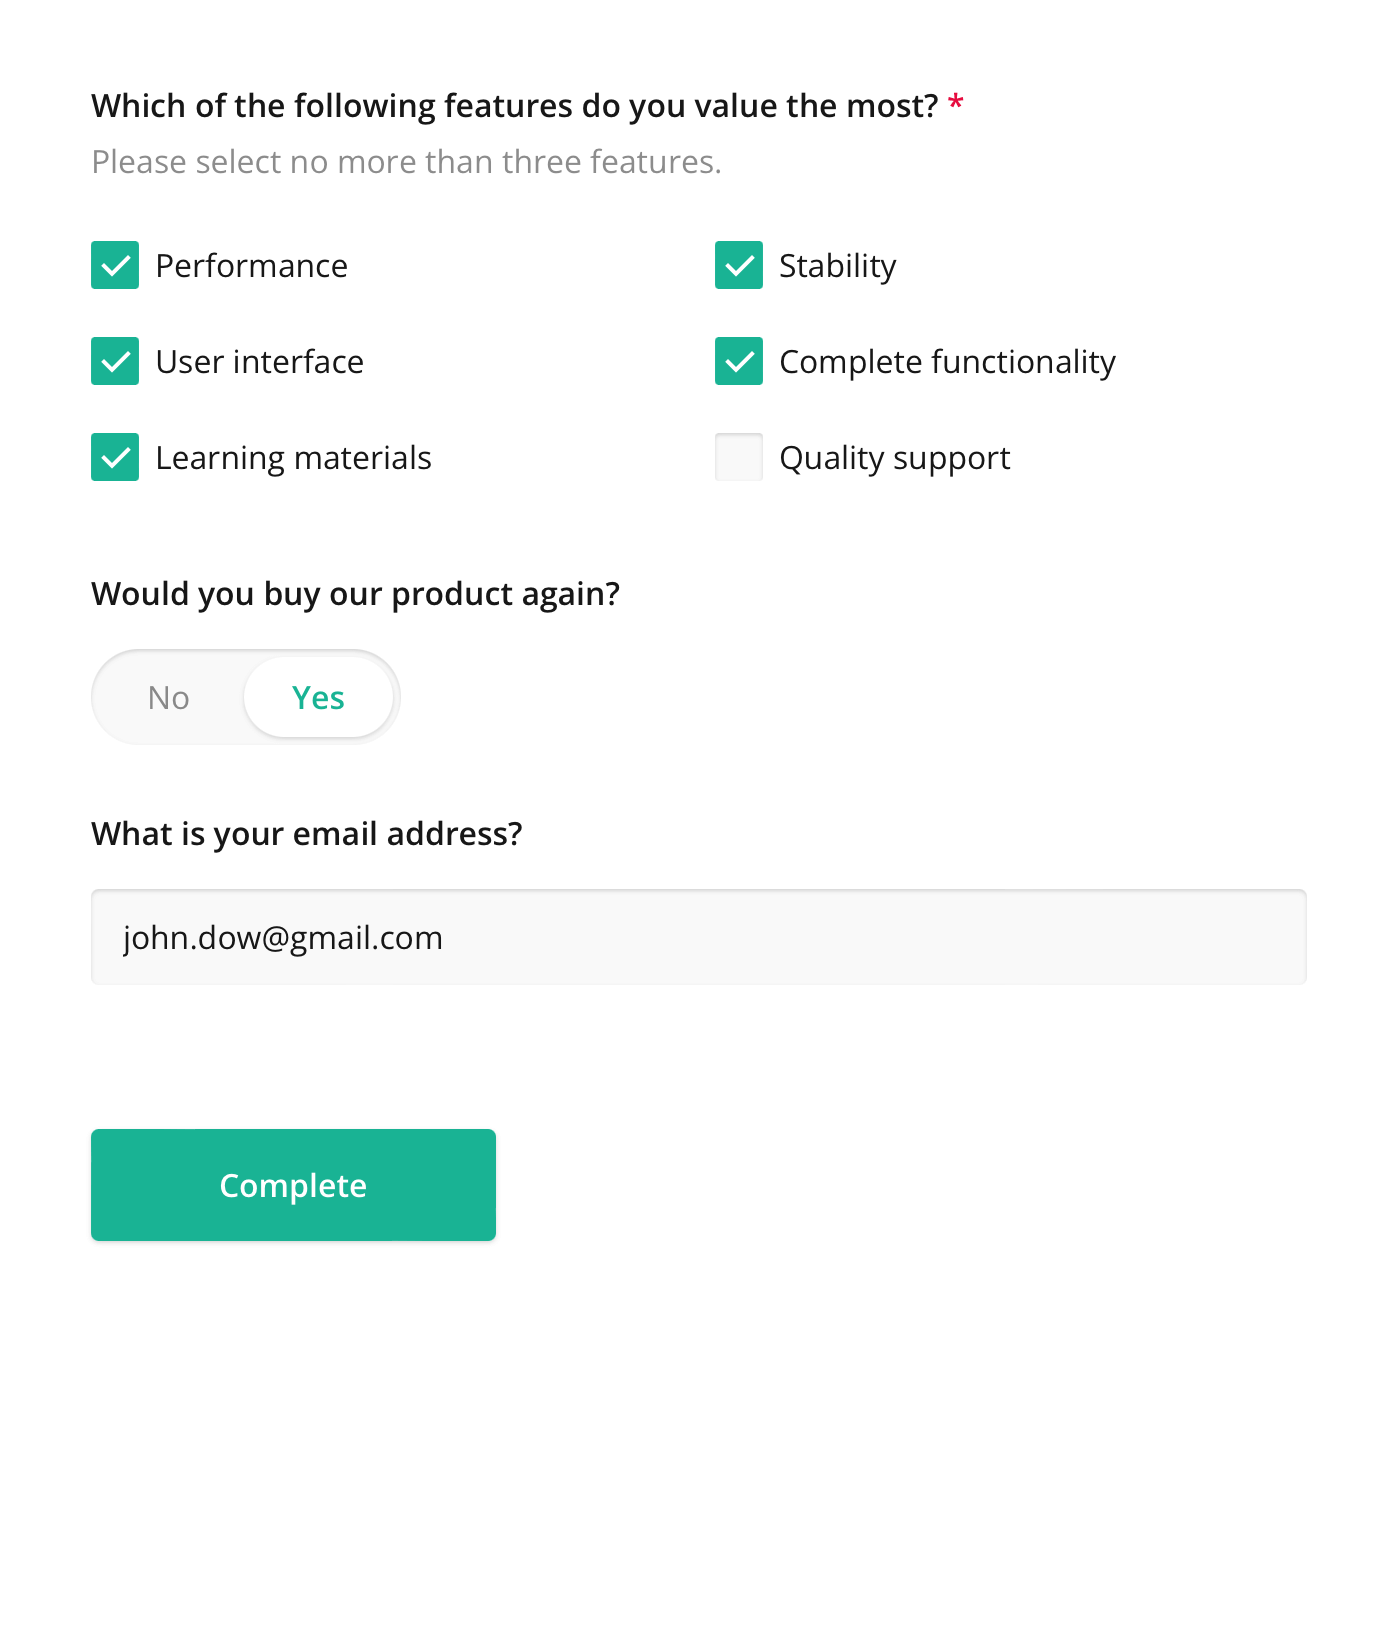 Which of the following features do you value the most? *
Please select no more than three features.
Performance
Stability
User interface
Complete functionality
Learning materials
Quality support
Would you buy our product again?
No
Yes
What is your email address?
john.dow@gmail.com
Complete